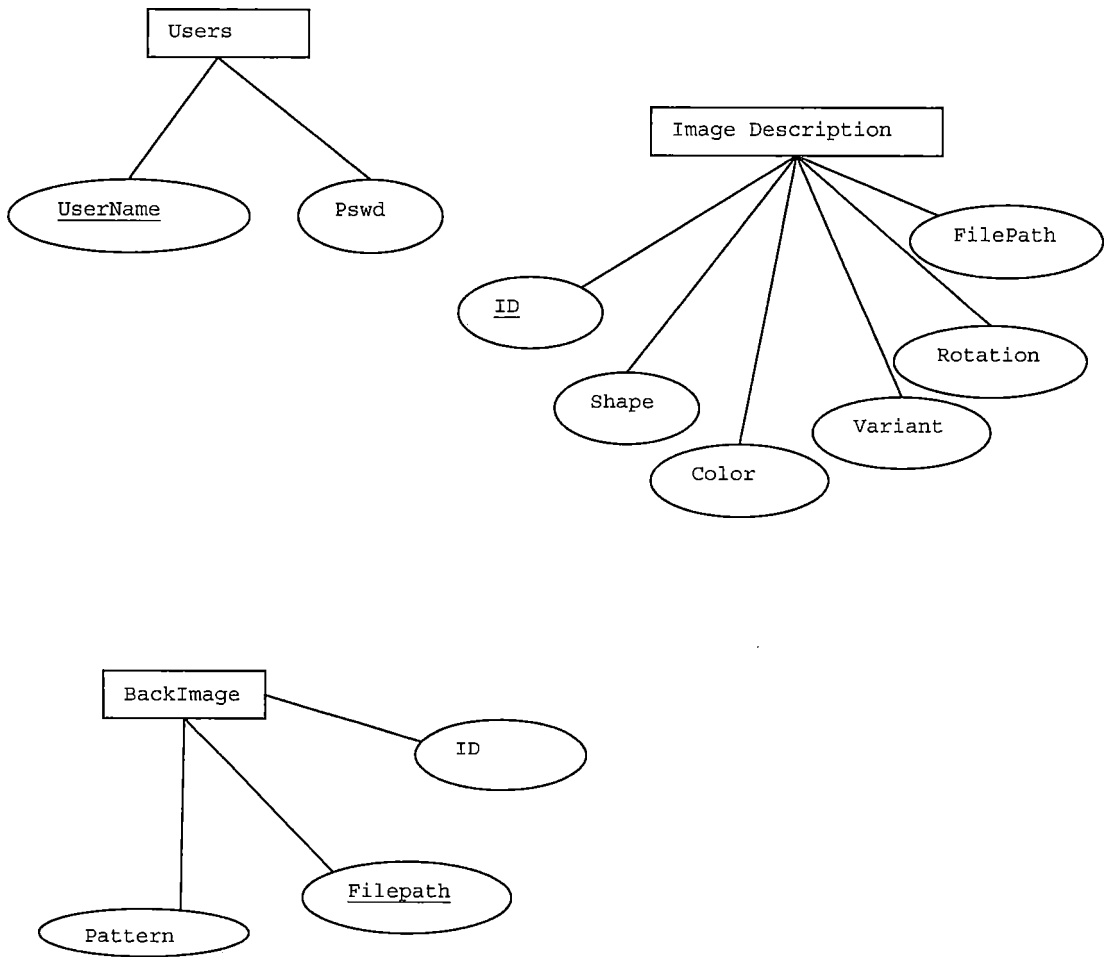 Users
UserName
Pswd
Image Description
FilePath
ID
Rotation
Shape
Variant
Color
BackImage
ID
Filepath
Pattern